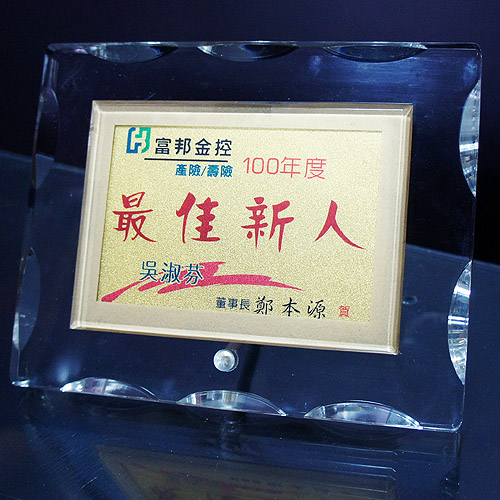 富邦金控
產險/壽險 100年度
最佳新人
吳淑芬
董事長 鄭本源 賀